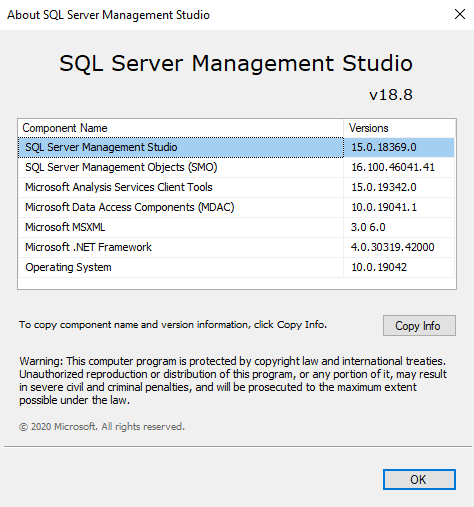 About SQL Server Management Studio
SQL Server Management Studio
v18.8
Component Name Versions
SQL Server Management Studio 15.0.18369.0
SQL Server Management Objects (SMO) 16.100.46041.41
Microsoft Analysis Services Client Tools 15.0.19342.0
Microsoft Data Access Components (MDAC) 10.0.19041.1
Microsoft MSXML 3.0 6.0
Microsoft .NET Framework 4.0.30319.42000
Operating System 10.0.19042
To copy component name and version information, click Copy Info.
Copy Info
Warning: This computer program is protected by copyright law and international treaties.
Unauthorized reproduction or distribution of this program, or any portion of it, may result
in severe civil and criminal penalties, and will be prosecuted to the maximum extent
possible under the law.
© 2020 Microsoft. All rights reserved.
OK